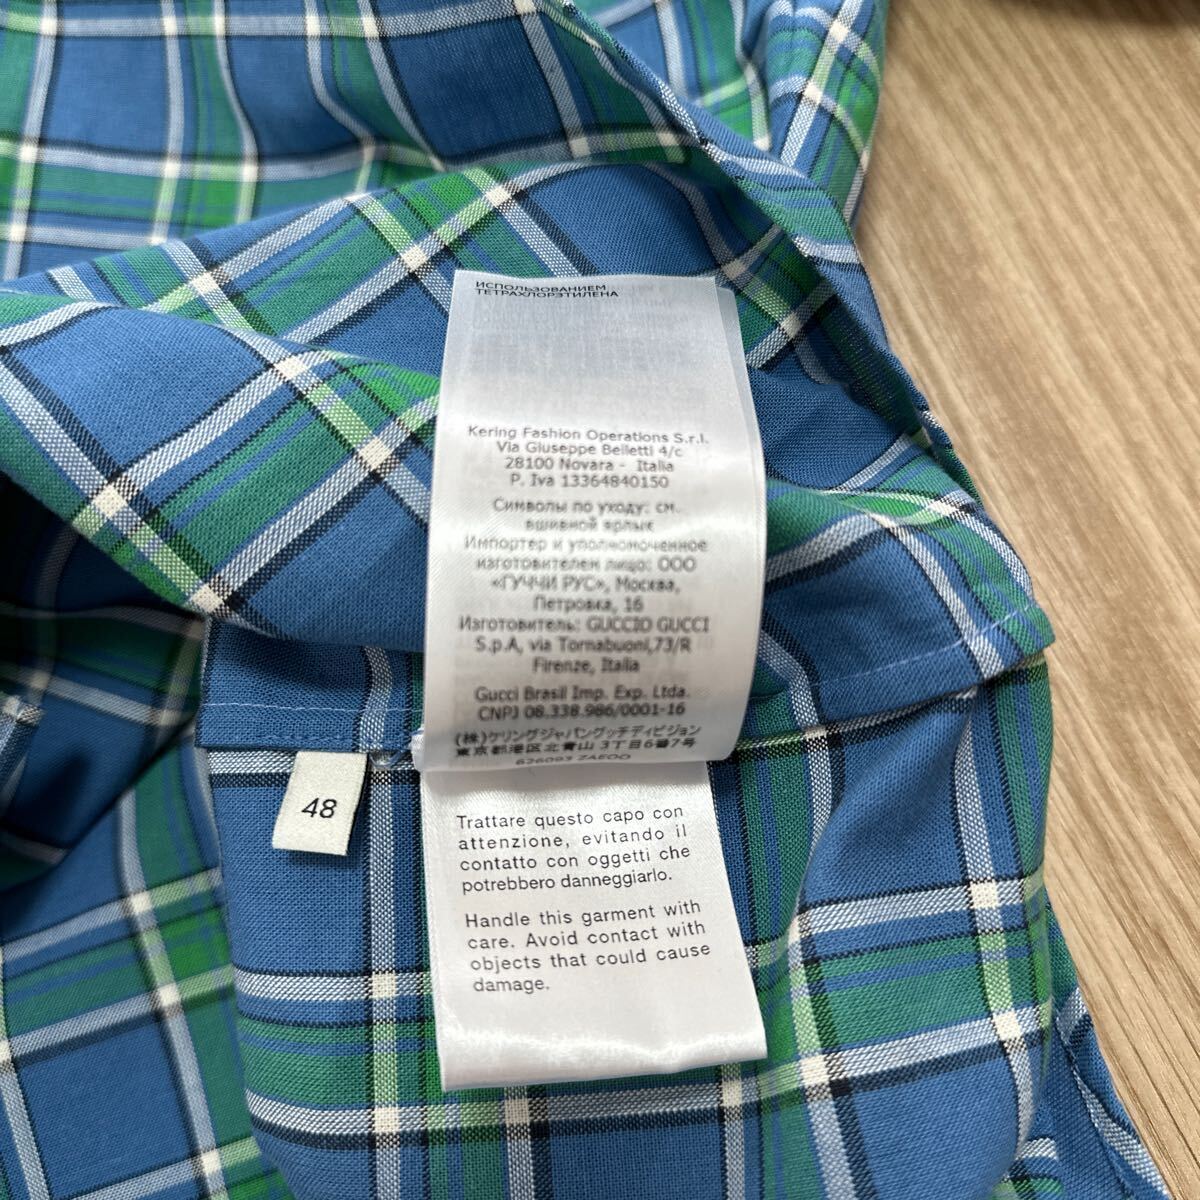 ИСПОЛЬЗОВАНИЕМ
ТЕТРАХЛОРЭТИЛЕНА
Kering Fashion Operations S.r.l.
Via Giuseppe Belletti 4/c
28100 Novara - Italia
P. Iva 13364840150
Символы по уходу: см.
вшивной ярлык
Импортер и уполномоченное
изготовителем лицо: ООО
«ГУЧЧИ РУС», Москва,
Петровка, 16
Изготовитель: GUCCIO GUCCI
S.p.A, via Tornabuoni,73/R
Firenze, Italia
Gucci Brasil Imp. Exp. Ltda.
CNPJ 08.338.986/0001-16
(株)ケリングジャパングッチディビジョン
東京都港区北青山 3丁目6番7号
626093 ZAEOO
48
Trattare questo capo con
attenzione, evitando il
contatto con oggetti che
potrebbero danneggiarlo.
Handle this garment with
care. Avoid contact with
objects that could cause
damage.